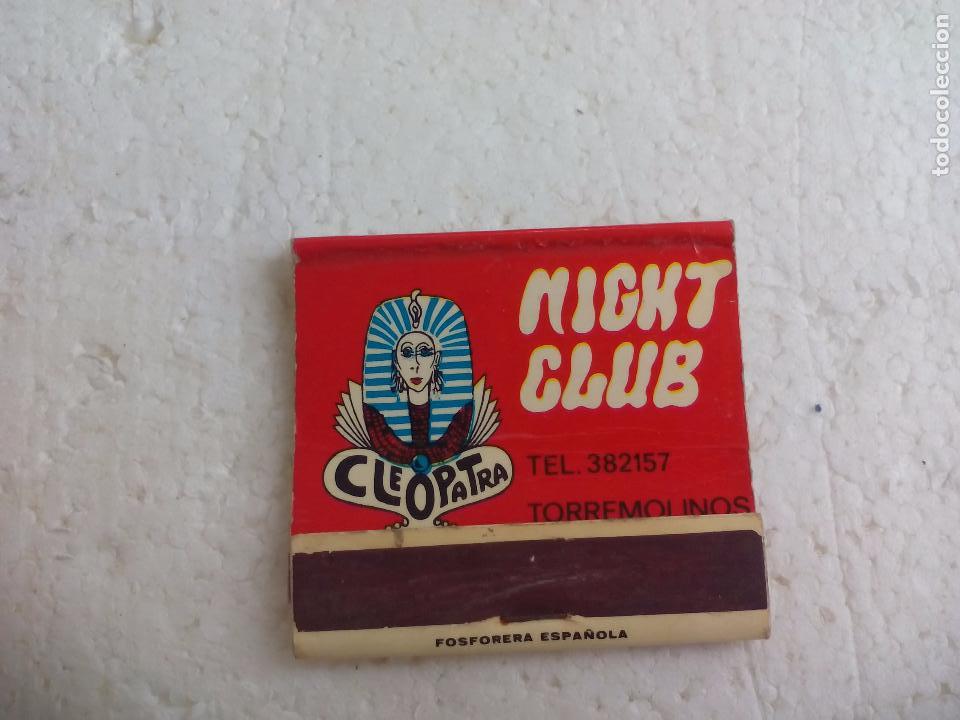 NIGHT
CLUB
CLEOPATRA
TEL. 382157
TORREMOLINOS
FOSFORERA ESPAÑOLA
todocoleccion